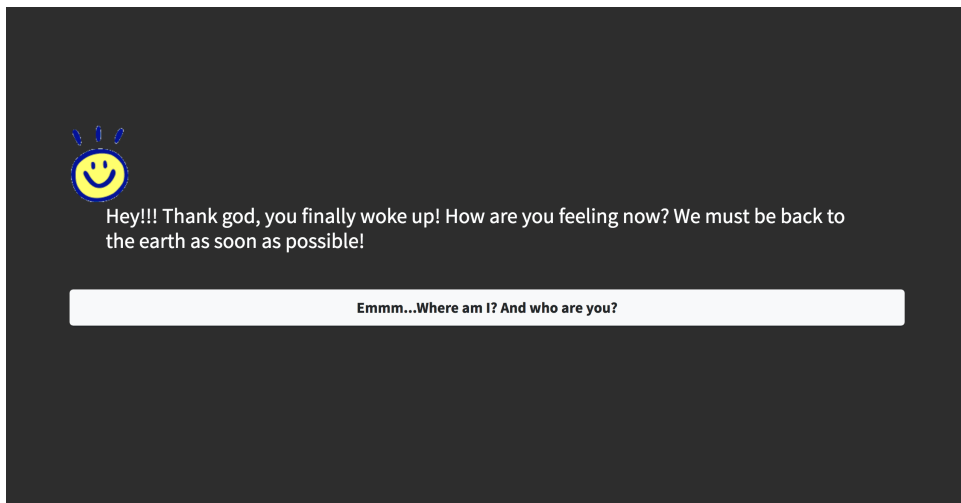 Hey!!! Thank god, you finally woke up! How are you feeling now? We must be back to
the earth as soon as possible!
Emmm...Where am I? And who are you?